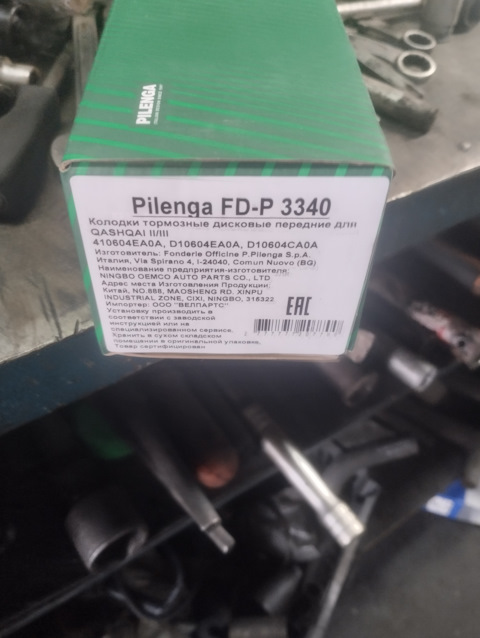 PILENGA
Pilenga FD-P 3340
Колодки тормозные дисковые передние для
QASHQAI II/III
410604EA0A, D10604EA0A, D10604CA0A
Изготовитель: Fonderie Officine P.Pilenga S.p.A.
Италия, Via Spirano 4, I-24040, Comun Nuovo (BG)
Наименование предприятия-изготовителя:
NINGBO OEMCO AUTO PARTS CO., LTD
Адрес места Изготовления Продукции:
Китай, NO.888, MAOSHENG RD. XINPU
INDUSTRIAL ZONE, CIXI, NINGBO, 315322
Импортер: ООО "ВЕЛПАРТС"
Установку производить в
соответствии с заводской
инструкцией или на
специализированном сервисе.
Хранить в сухом складском
помещении в оригинальной упаковке.
Товар сертифицирован
EAC